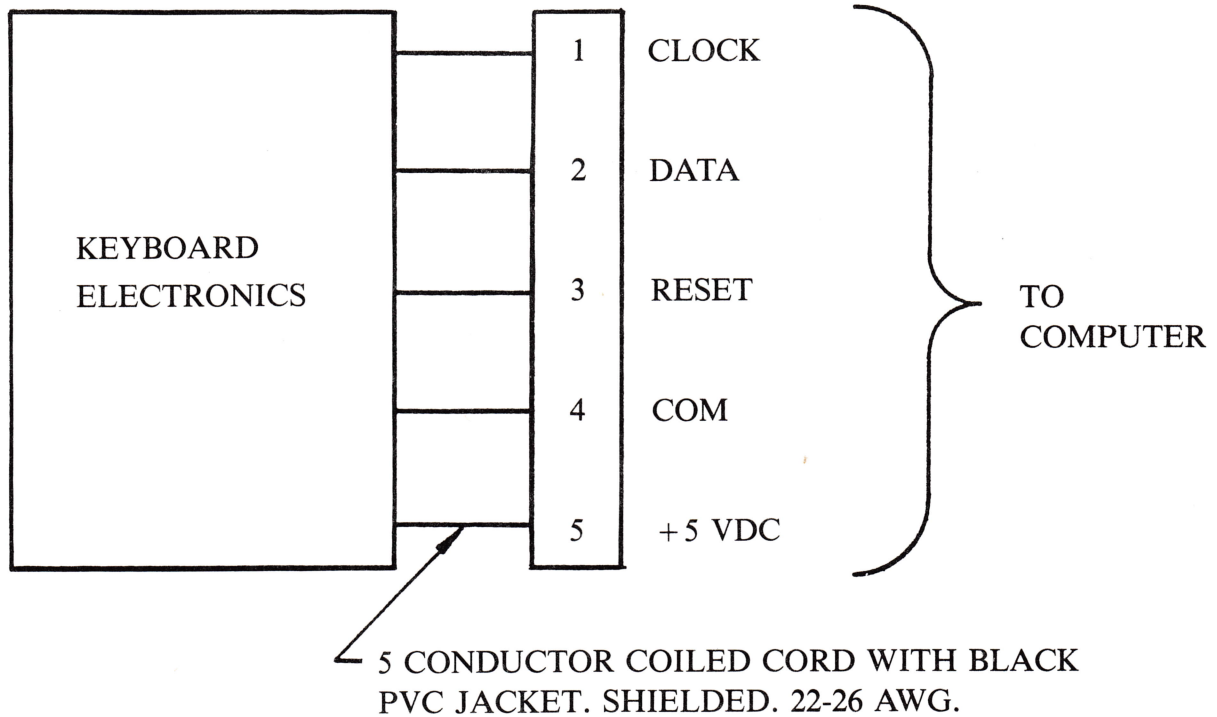 1 CLOCK
2 DATA
KEYBOARD
ELECTRONICS
3 RESET
TO
COMPUTER
4 COM
5 +5 VDC
5 CONDUCTOR COILED CORD WITH BLACK
PVC JACKET. SHIELDED. 22-26 AWG.